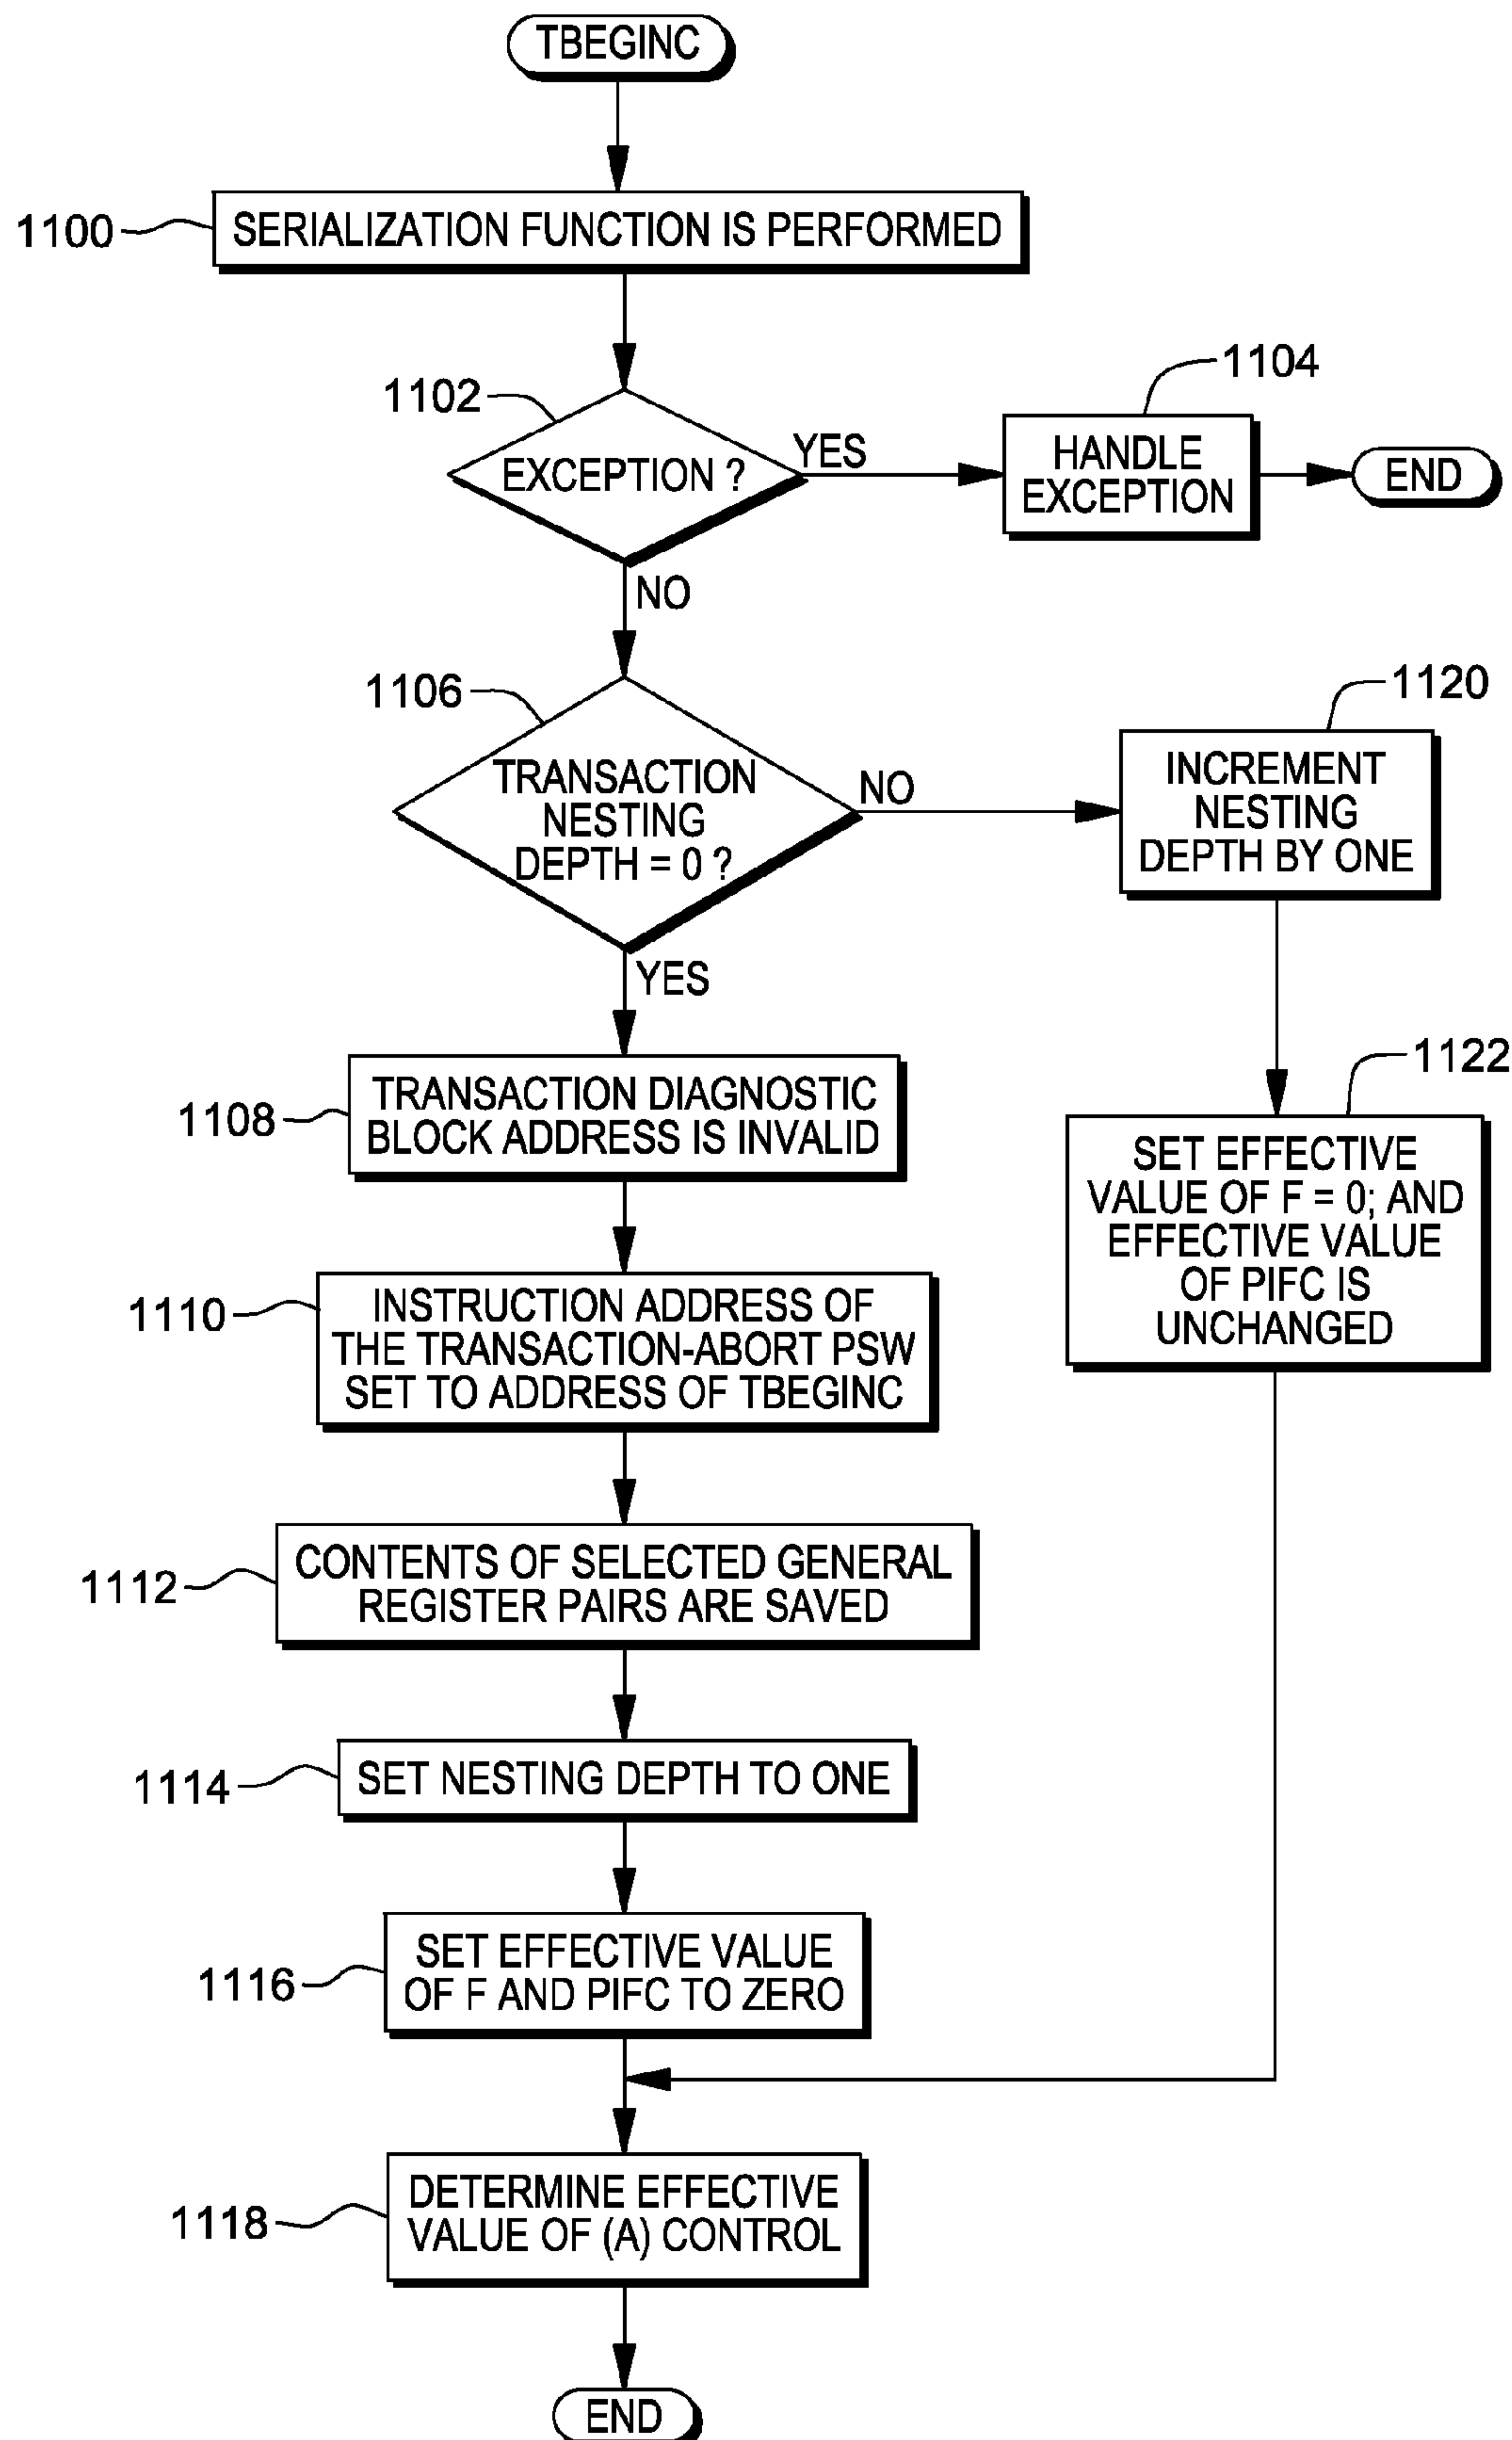 TBEGINC
1100
SERIALIZATION FUNCTION IS PERFORMED
1102
EXCEPTION ?
YES
1104
HANDLE
EXCEPTION
END
NO
1106
TRANSACTION
NESTING
DEPTH = 0 ?
NO
1120
INCREMENT
NESTING
DEPTH BY ONE
YES
1122
SET EFFECTIVE
VALUE OF F = 0; AND
EFFECTIVE VALUE
OF PIFC IS
UNCHANGED
1108
TRANSACTION DIAGNOSTIC
BLOCK ADDRESS IS INVALID
1110
INSTRUCTION ADDRESS OF
THE TRANSACTION-ABORT PSW
SET TO ADDRESS OF TBEGINC
1112
CONTENTS OF SELECTED GENERAL
REGISTER PAIRS ARE SAVED
1114
SET NESTING DEPTH TO ONE
1116
SET EFFECTIVE VALUE
OF F AND PIFC TO ZERO
1118
DETERMINE EFFECTIVE
VALUE OF (A) CONTROL
END